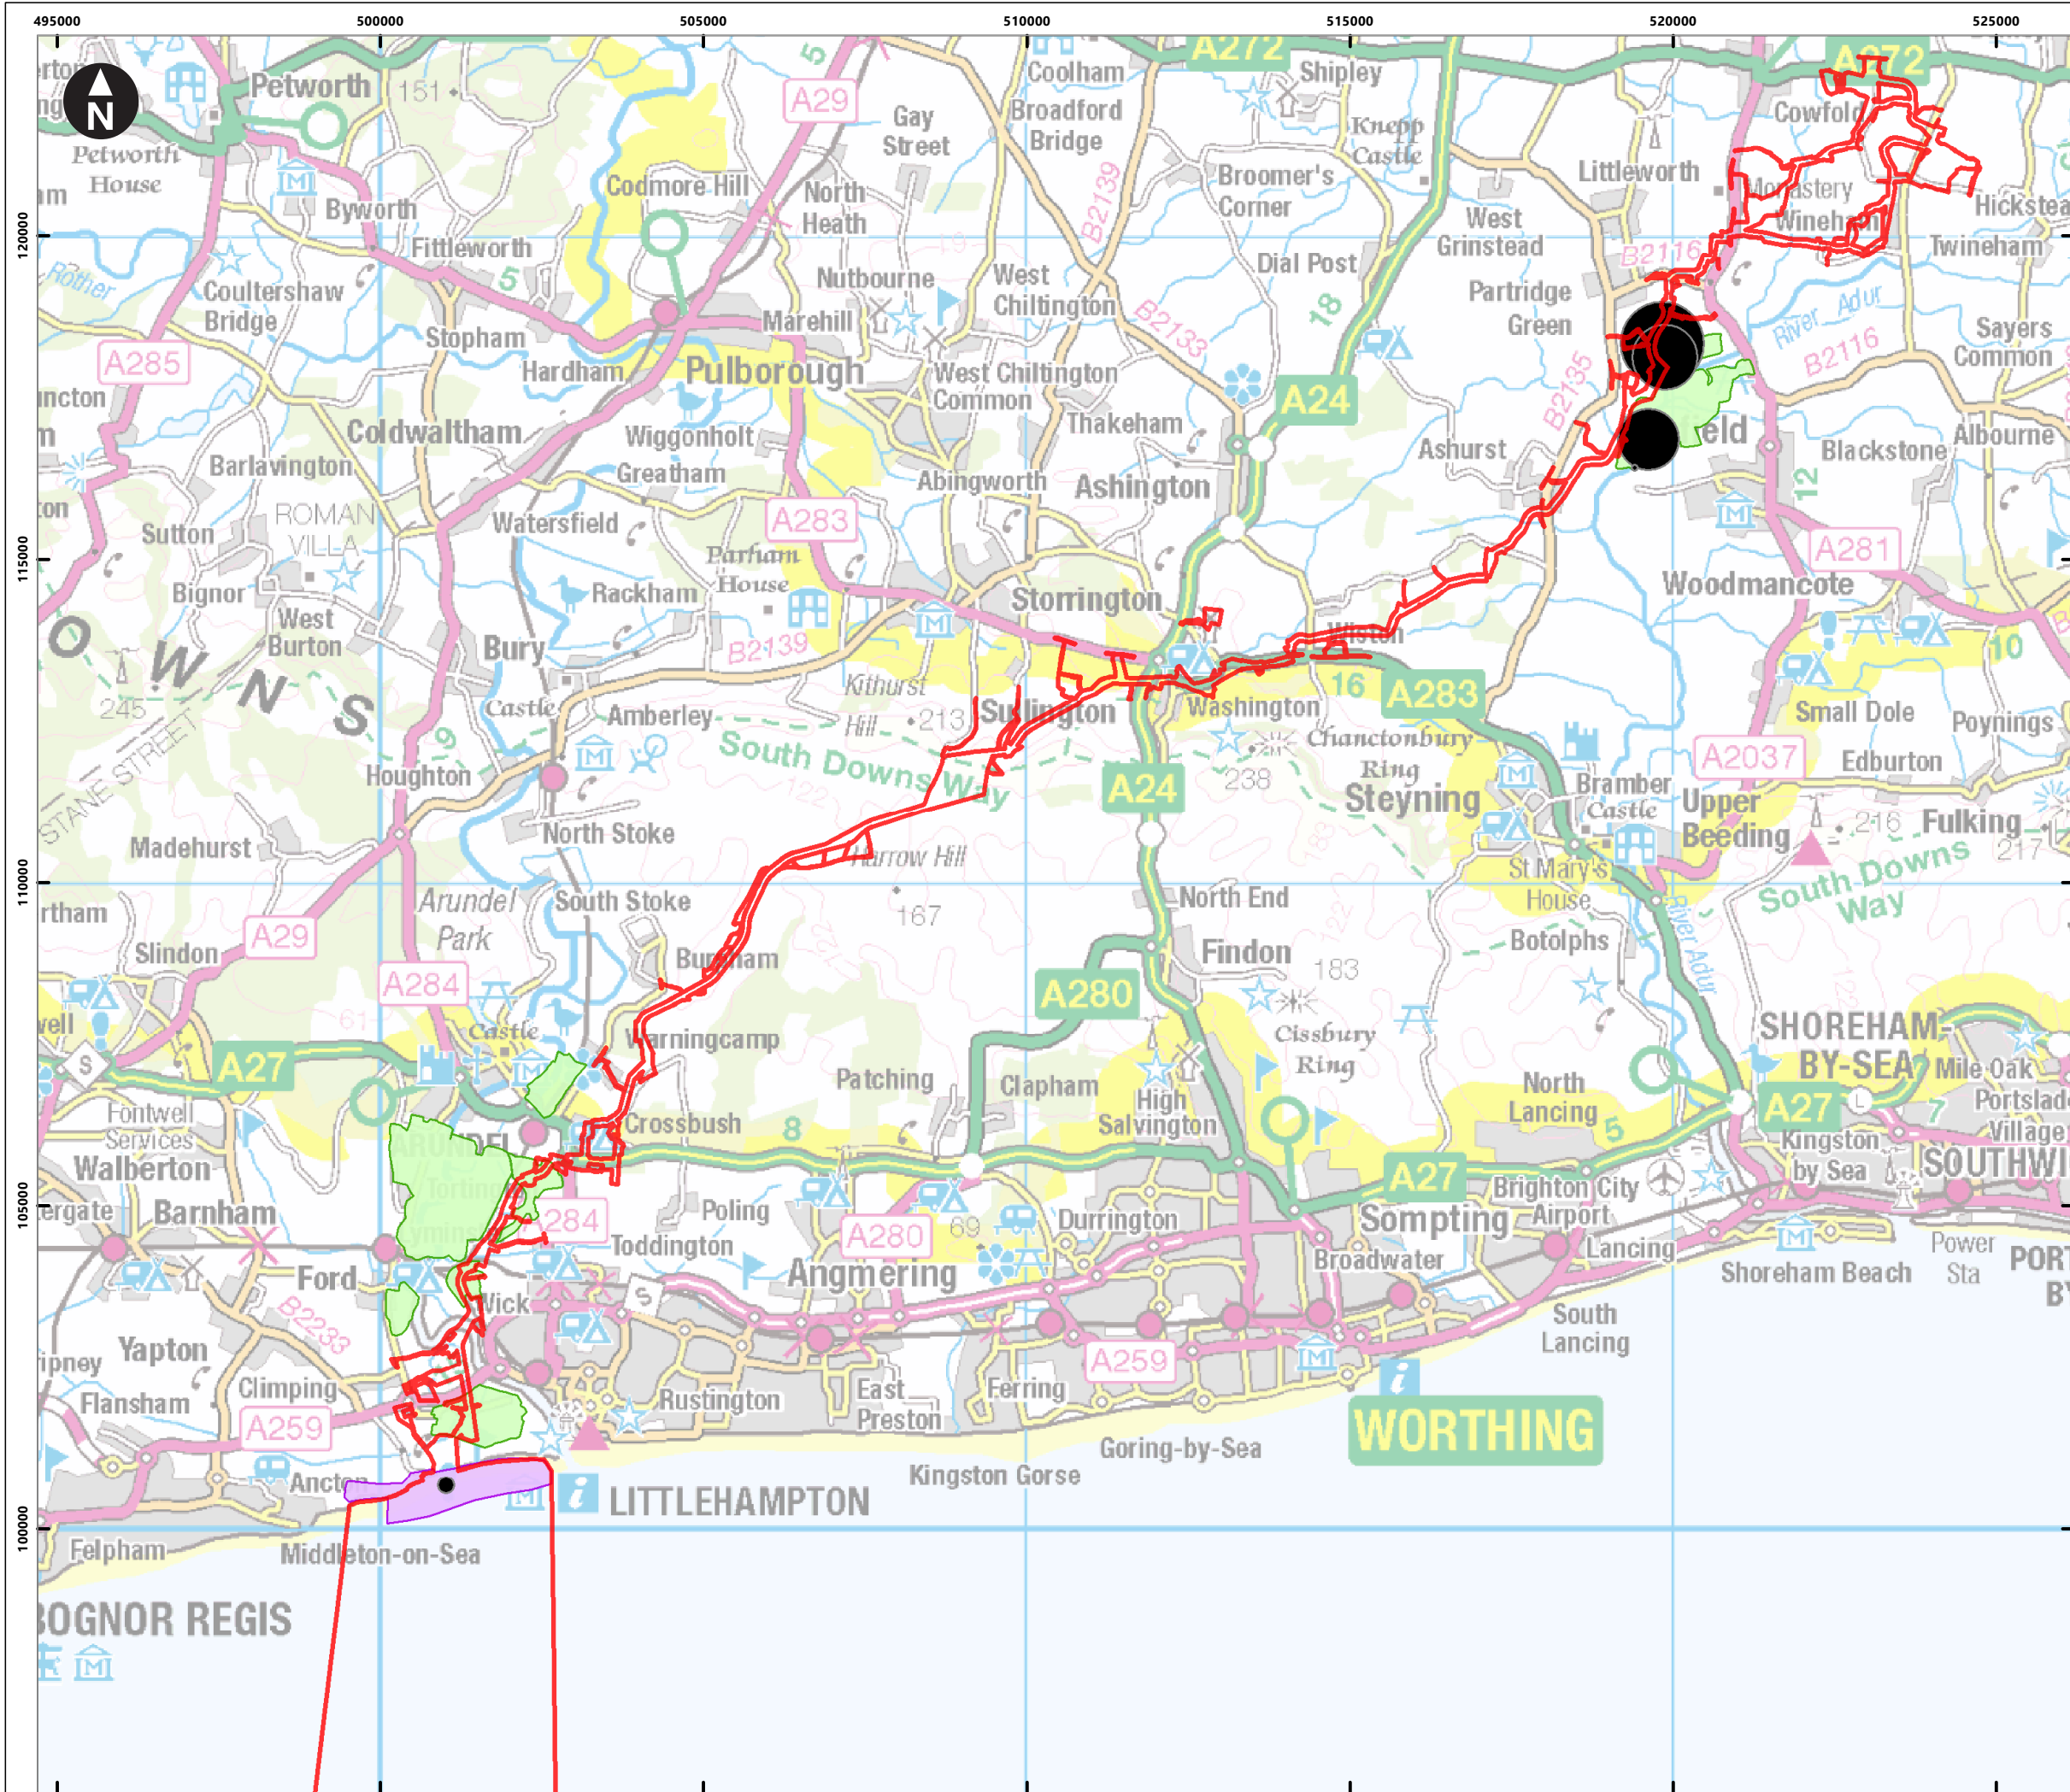 495000
500000
505000
510000
515000
520000
525000
N
Petworth
151
Petworth
House
Byworth
Fittleworth
5
Rother
Coultershaw
Bridge
Stopham
A285
Hardham
Coldwaltham
Barlavington
Sutton
ROMAN
VILLA
Bignor
West
Burton
Watersfield
Bury
O W N S
245
STANE STREET
Castle
9
Houghton
Madehurst
North Stoke
Arundel
Park
South Stoke
A29
Slindon
A284
61
Castle
A27
S
Fontwell
Services
Walberton
Barnham
Ford
B2233
Yapton
Climping
Flansham
A259
Ancton
Felpham
Middleton-on-Sea
BOGNOR REGIS
A29
5
Gay
Street
Codmore Hill
North
Heath
Nutbourne
Marehill
Pulborough
Wiggonholt
Greatham
A283
Parham
House
Rackham
B2139
Amberley
Kithurst
Hill
213
South Downs Way
122
Harrow Hill
167
Burpham
Warningcamp
Crossbush
8
Patching
Clapham
Poling
A284
Toddington
A280
69
Angmering
Wick
S
Rustington
East
Preston
Ferring
LITTLEHAMPTON
Kingston Gorse
Goring-by-Sea
Coolham
Broadford
Bridge
A272
Shipley
Knepp
Castle
B2139
Broomer's
Corner
West
Chiltington
B2133
Dial Post
18
West Chiltington
Common
Thakeham
A24
Abingworth
Ashington
Storrington
Sullington
Washington
16
A283
Wiston
Chanctonbury
Ring
238
A24
Steyning
North End
Findon
A280
183
Cissbury
Ring
High
Salvington
Durrington
A27
Sompting
Broadwater
A259
WORTHING
A272
Cowfold
Littleworth
Monastery
Wineham
Hickstea
Twineham
West
Grinstead
B2116
Partridge
Green
River Adur
B2116
Sayers
Common
B2135
Ashurst
field
Blackstone
Albourne
12
A281
Woodmancote
10
Small Dole
Poynings
A2037
Edburton
Bramber
Castle
Upper
Beeding
216
Fulking
217
St Mary's
House
South Downs
Way
Botolphs
River Adur
SHOREHAM-
BY-SEA
Mile Oak
North
Lancing
5
A27
L
7
Portslad
Village
Kingston
by Sea
SOUTHWI
Brighton City
Airport
Lancing
Power
Sta
Shoreham Beach
South
Lancing
120000
115000
110000
105000
100000